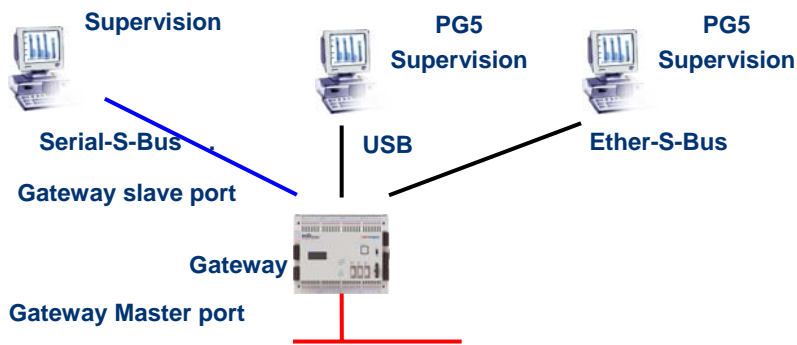 Supervision
PG5
Supervision
PG5
Supervision
Serial-S-Bus .
USB
Ether-S-Bus
Gateway slave port
Gateway
Gateway Master port